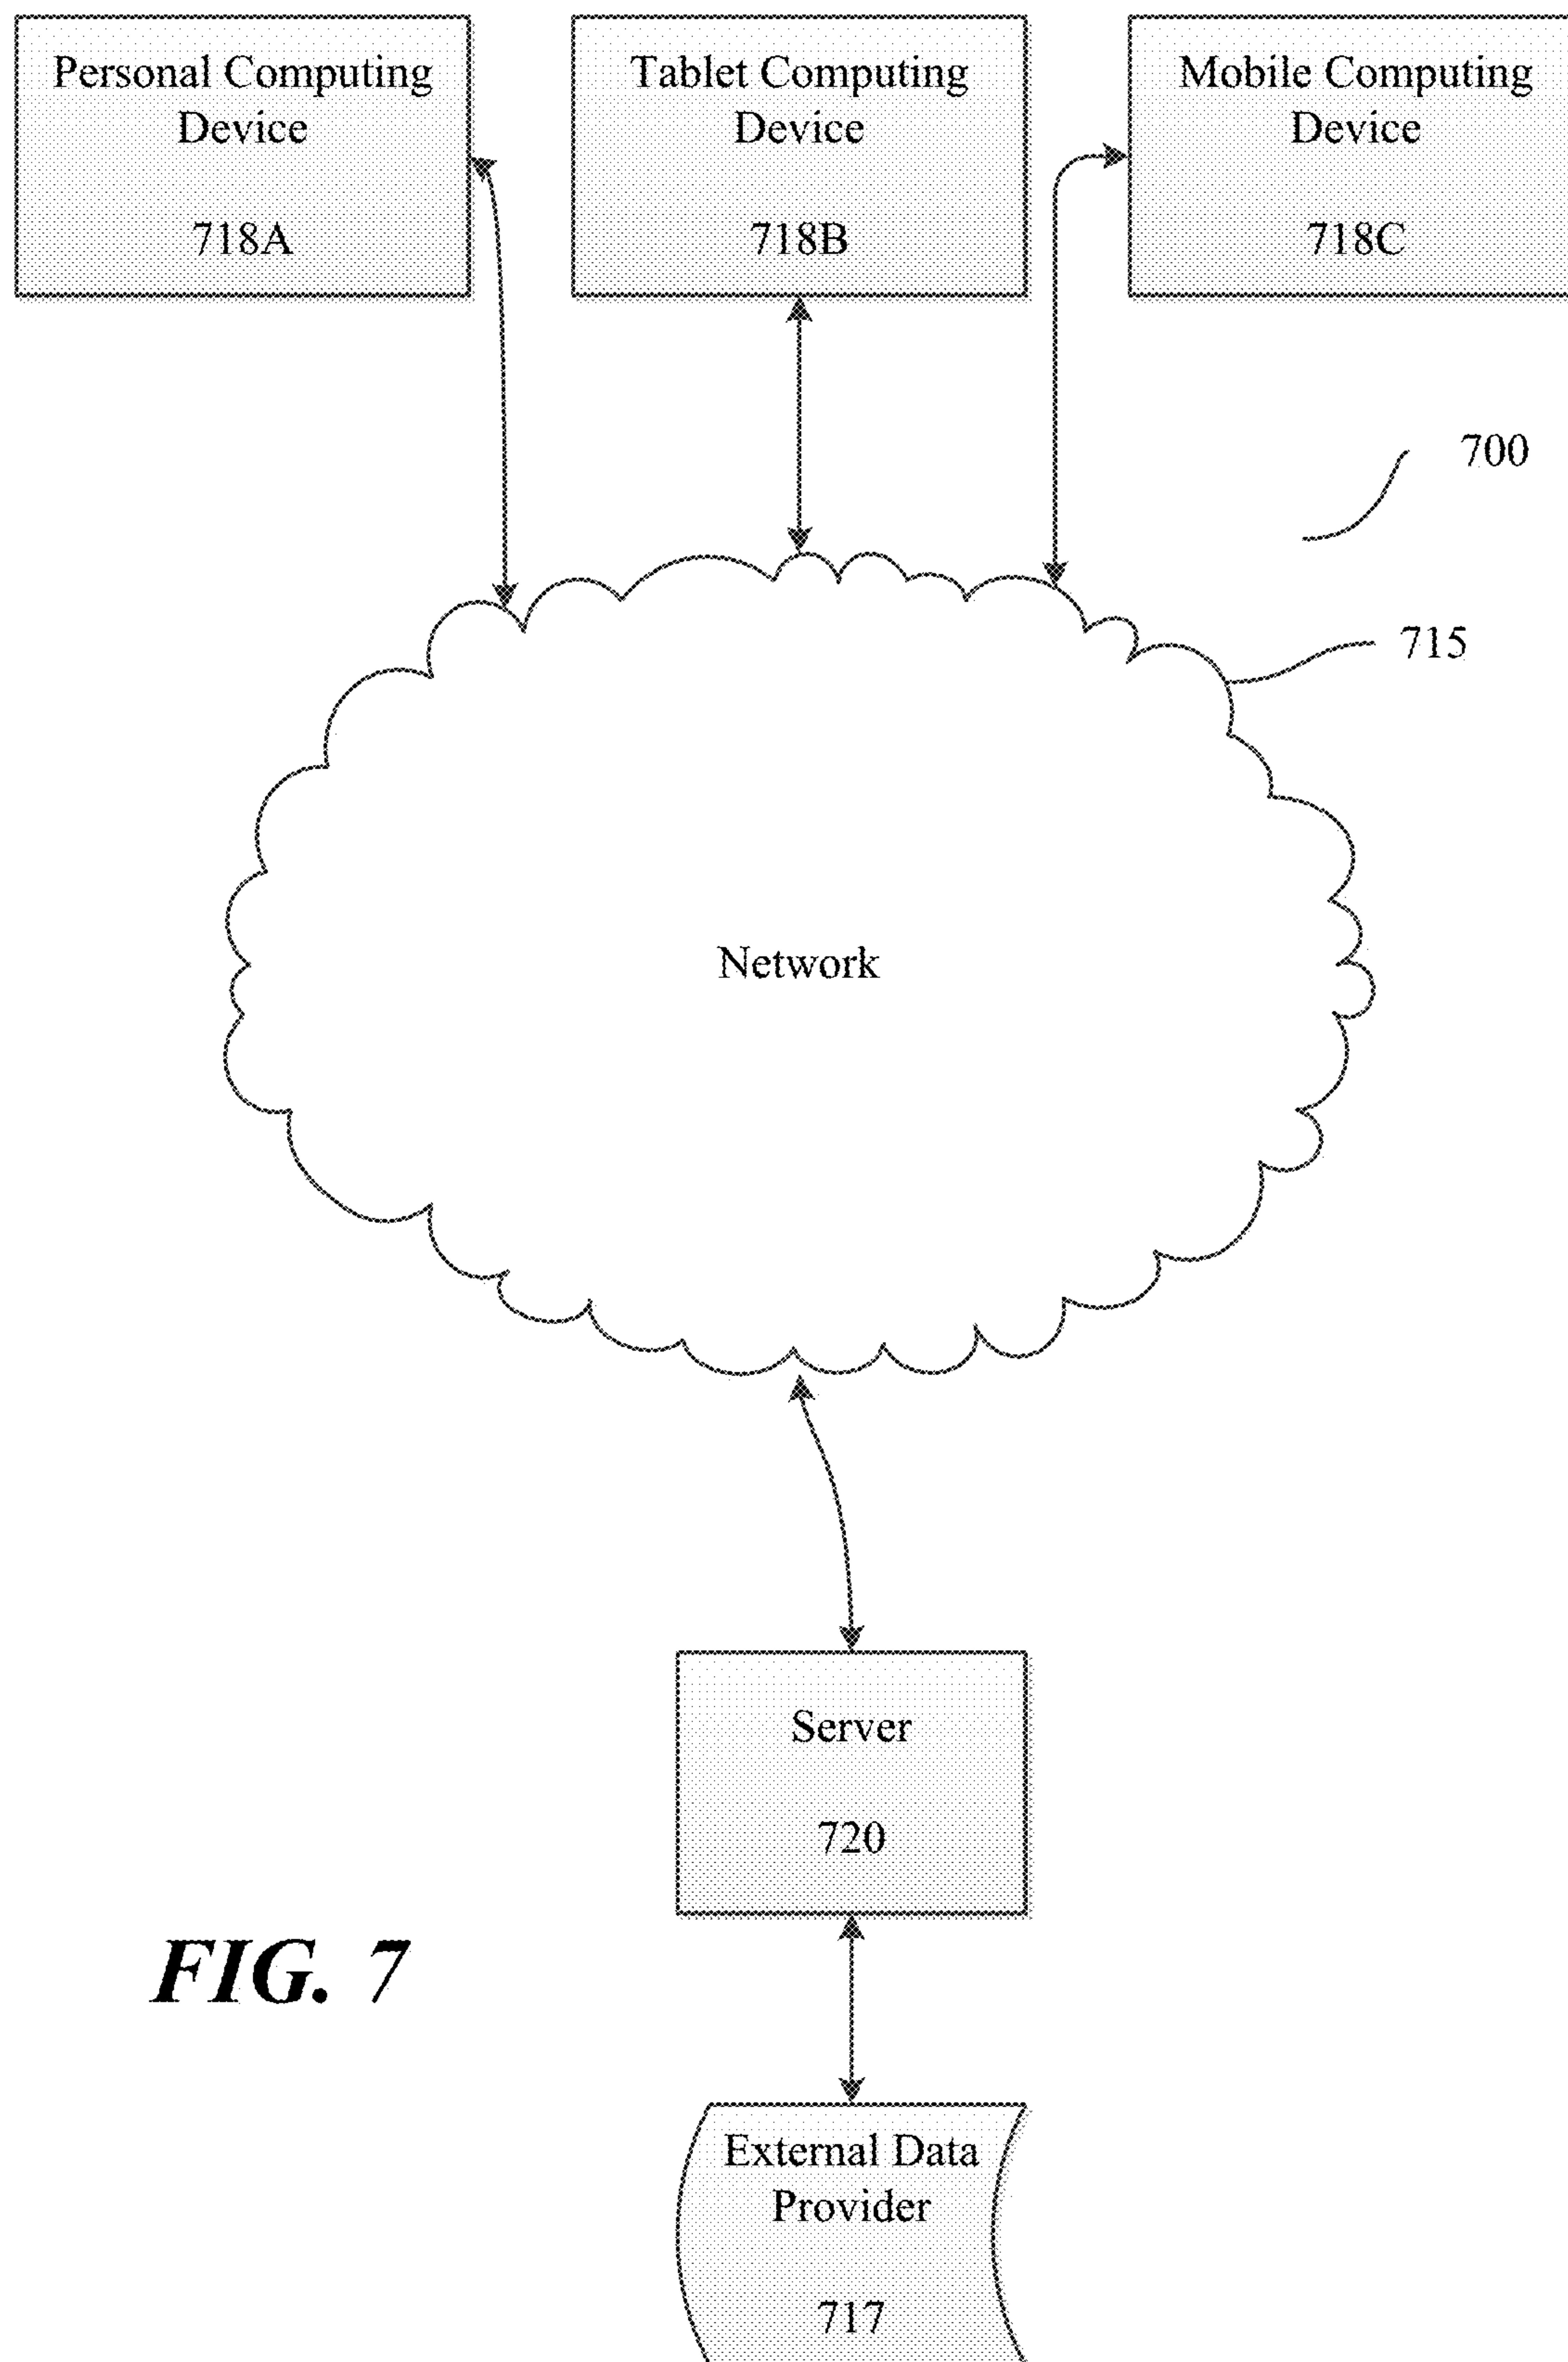 Personal Computing
Device
718A
Tablet Computing
Device
718B
Mobile Computing
Device
718C
700
715
Network
Server
720
FIG. 7
External Data
Provider
717